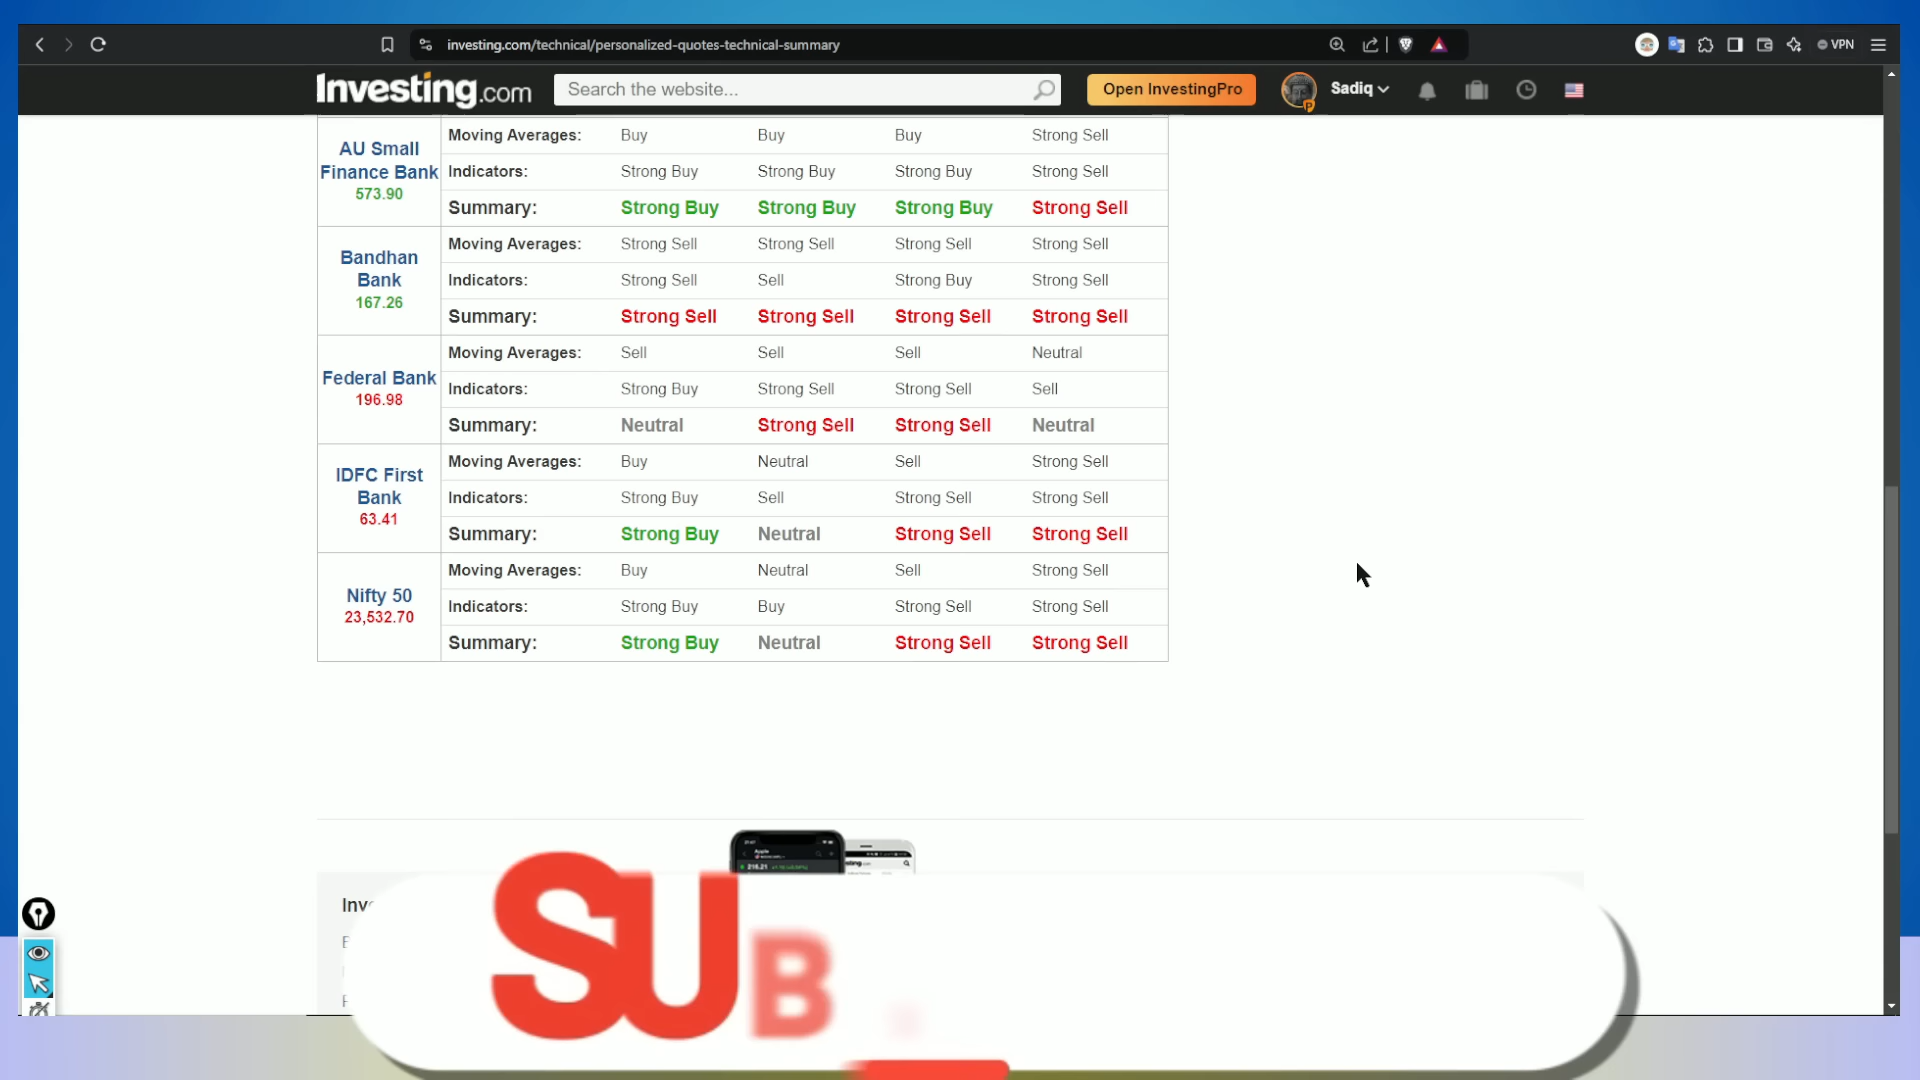 investing.com/technical/personalized-quotes-technical-summary
VPN
Investing.com
Search the website...
Open InvestingPro
Sadiq
AU Small Finance Bank
573.90
Moving Averages: Buy Buy Buy Strong Sell
Indicators: Strong Buy Strong Buy Strong Buy Strong Sell
Summary: Strong Buy Strong Buy Strong Buy Strong Sell
Bandhan Bank
167.26
Moving Averages: Strong Sell Strong Sell Strong Sell Strong Sell
Indicators: Strong Sell Sell Strong Buy Strong Sell
Summary: Strong Sell Strong Sell Strong Sell Strong Sell
Federal Bank
196.98
Moving Averages: Sell Sell Sell Neutral
Indicators: Strong Buy Strong Sell Strong Sell Sell
Summary: Neutral Strong Sell Strong Sell Neutral
IDFC First Bank
63.41
Moving Averages: Buy Neutral Sell Strong Sell
Indicators: Strong Buy Sell Strong Sell Strong Sell
Summary: Strong Buy Neutral Strong Sell Strong Sell
Nifty 50
23,532.70
Moving Averages: Buy Neutral Sell Strong Sell
Indicators: Strong Buy Buy Strong Sell Strong Sell
Summary: Strong Buy Neutral Strong Sell Strong Sell
Inv
SUB